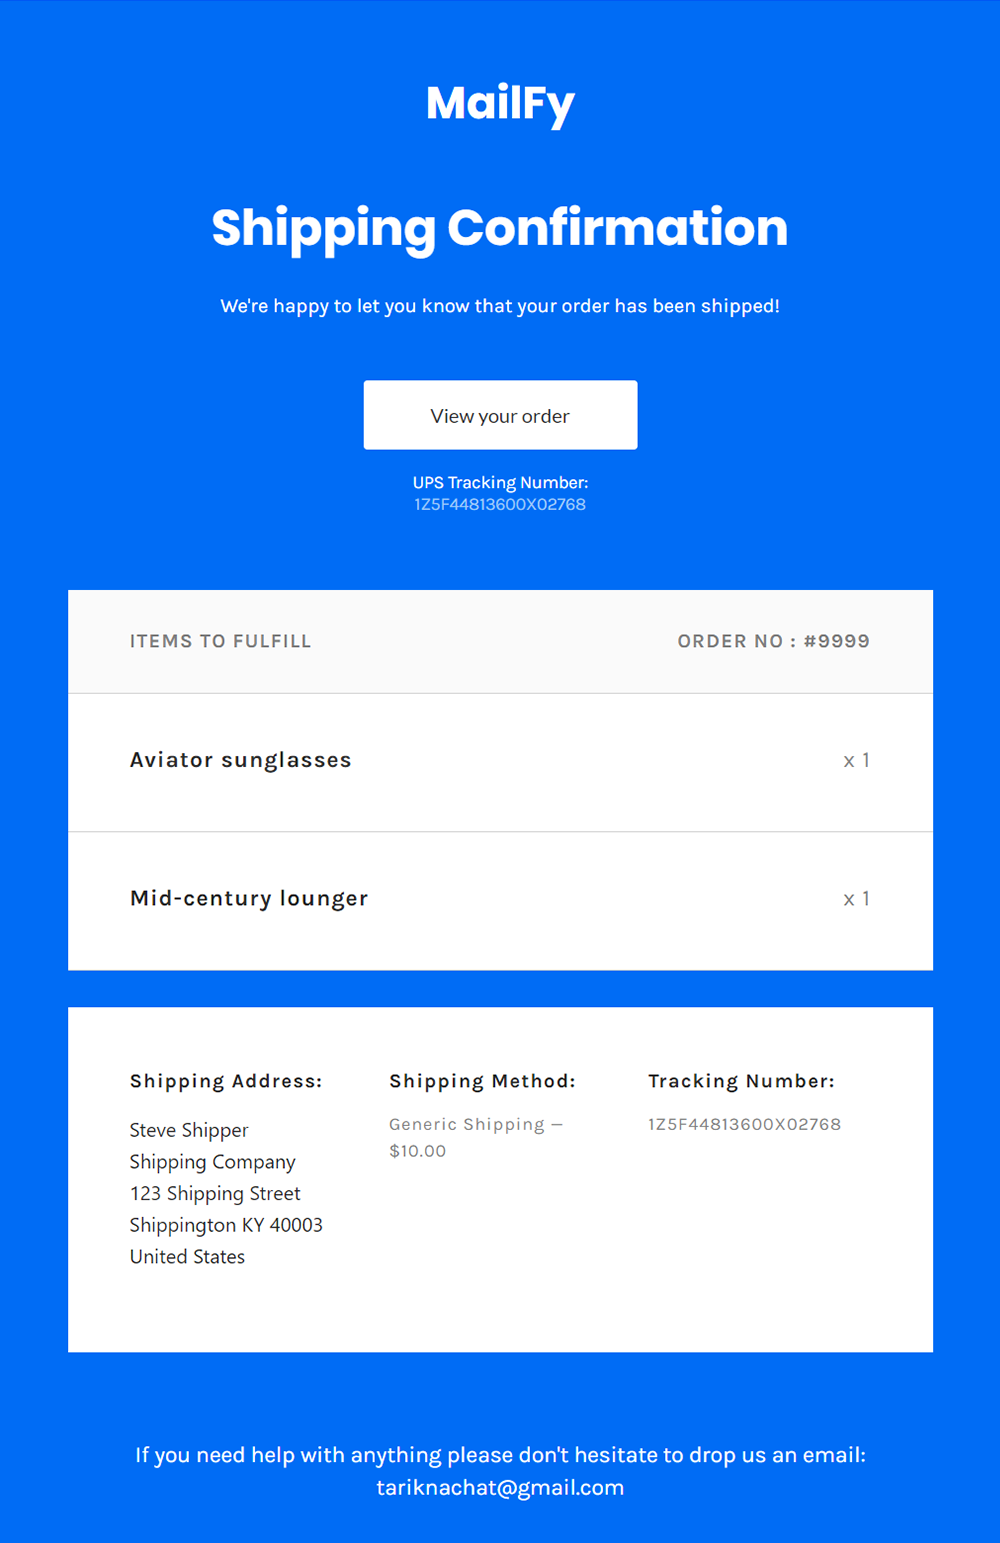 MailFy
Shipping Confirmation
We're happy to let you know that your order has been shipped!
View your order
UPS Tracking Number:
1Z5F44813600X02768
ITEMS TO FULFILL ORDER NO : #9999
Aviator sunglasses x 1
Mid-century lounger x 1
Shipping Address:
Steve Shipper
Shipping Company
123 Shipping Street
Shippington KY 40003
United States
Shipping Method:
Generic Shipping —
$10.00
Tracking Number:
1Z5F44813600X02768
If you need help with anything please don't hesitate to drop us an email:
tariknachat@gmail.com